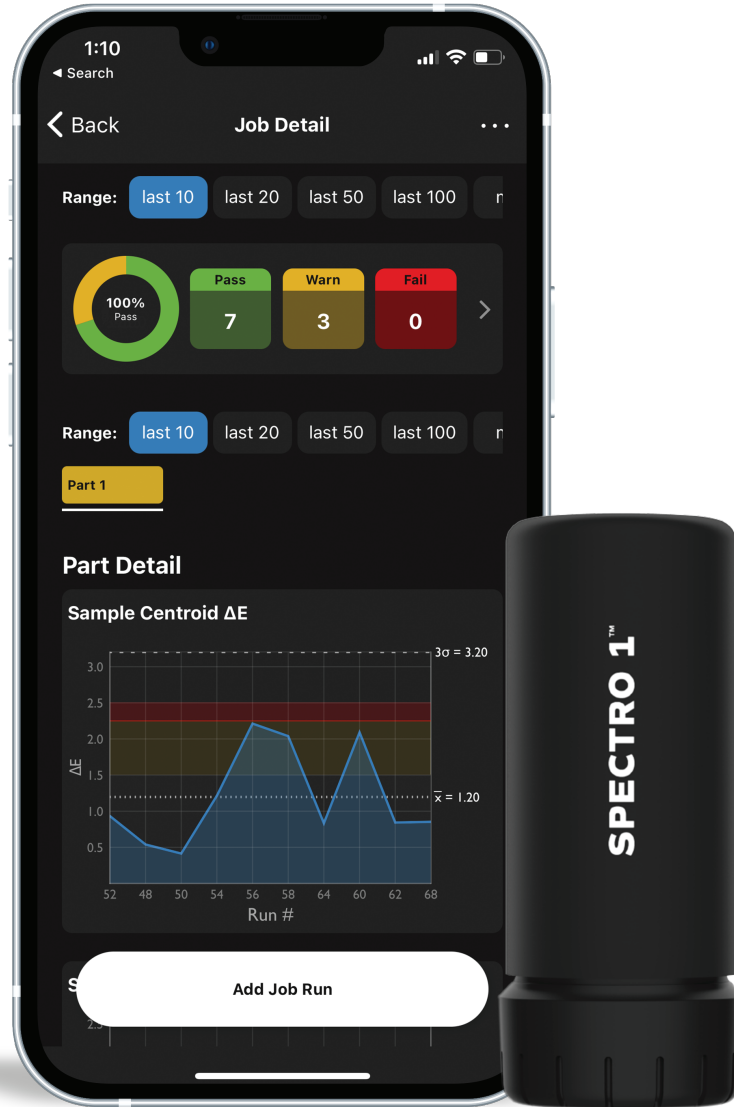 1:10
◀ Search
Back
Job Detail
...
Range: last 10 last 20 last 50 last 100
100%
Pass
Pass
7
Warn
3
Fail
0
Range: last 10 last 20 last 50 last 100
Part 1
Part Detail
Sample Centroid ΔE
3σ = 3.20
3.0
2.5
2.0
1.5
x̅ = 1.20
1.0
0.5
ΔE
52 48 50 54 56 58 64 60 62 68
Run #
Add Job Run
2.5
SPECTRO 1™